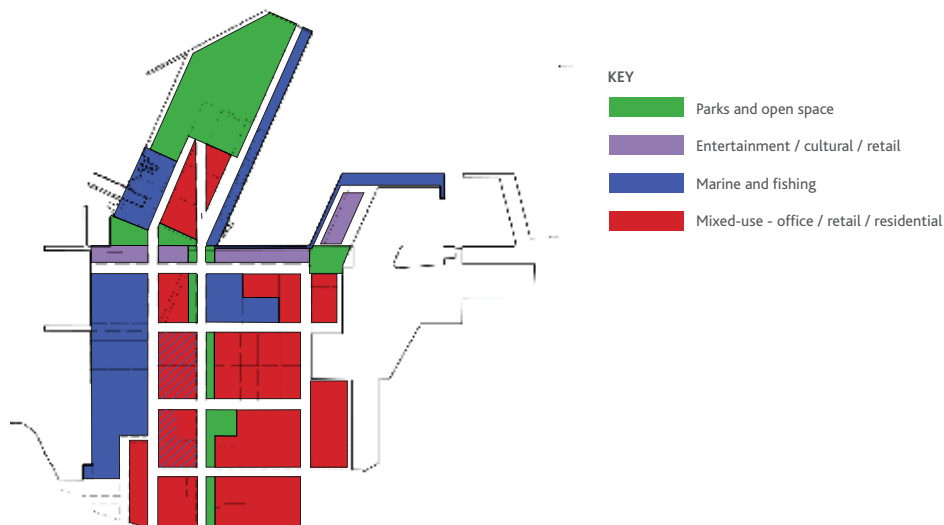 KEY
Parks and open space
Entertainment / cultural / retail
Marine and fishing
Mixed-use - office / retail / residential